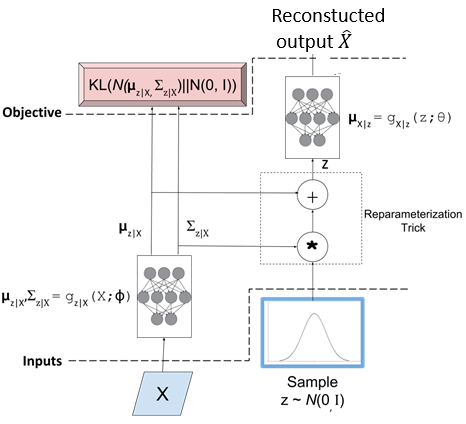 Reconstucted
output X̂
KL(N(μz|X, Σz|X)||N(0, I))
Objective
μX|z = gX|z(z;θ)
z
+
Reparameterization
Trick
μz|X
Σz|X
*
μz|X,Σz|X = gz|X(X;ϕ)
Inputs
X
Sample
z ~ N(0,I)